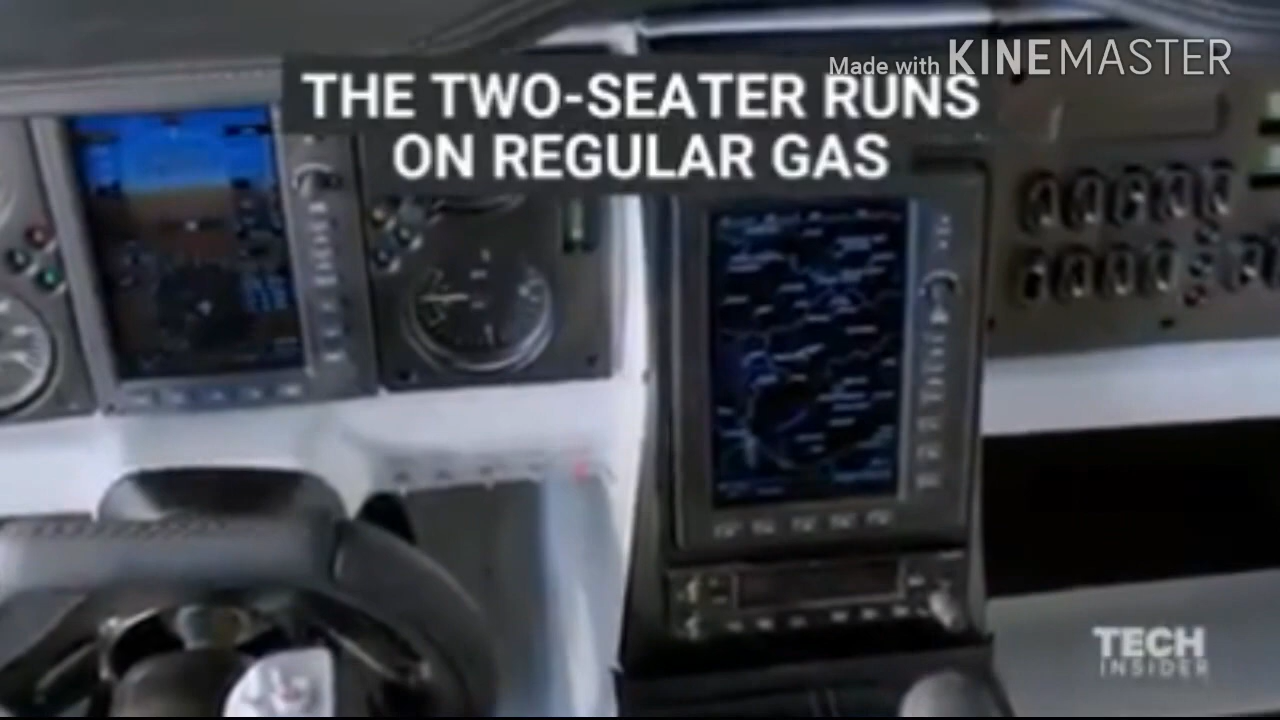 Made with KINEMASTER
THE TWO-SEATER RUNS
ON REGULAR GAS
TECH
INSIDER